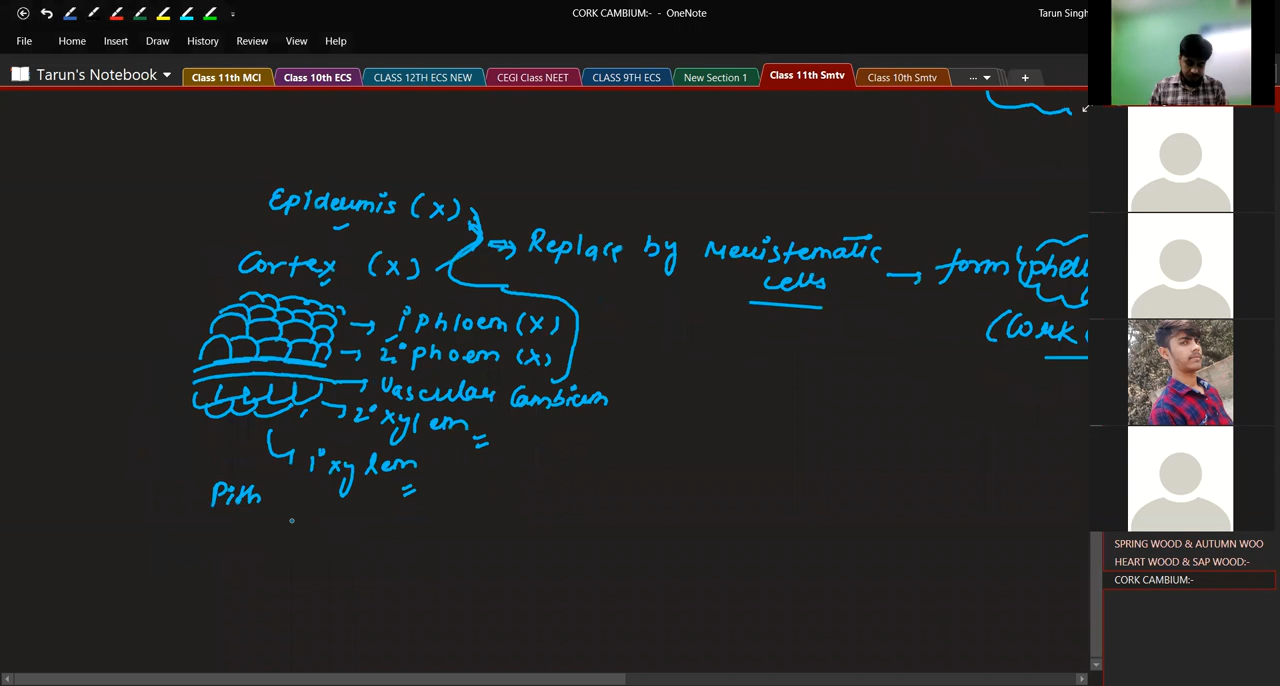 CORK CAMBIUM:- - OneNote
Tarun Singh
File Home Insert Draw History Review View Help
Tarun's Notebook
Class 11th MCI
Class 10th ECS
CLASS 12TH ECS NEW
CEGI Class NEET
CLASS 9TH ECS
New Section 1
Class 11th Smtv
Class 10th Smtv
...
+
Epidermis (x)
Replace by Meristematic cells
form phell
Cortex (x)
(Cork
1° phloem (x)
2° phoem (x)
Vascular Cambium
2° xylem
1° xylem
Pith
SPRING WOOD & AUTUMN WOO
HEART WOOD & SAP WOOD:-
CORK CAMBIUM:-